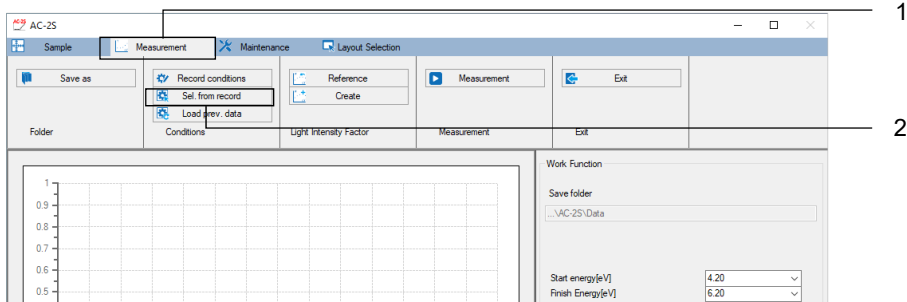 1
AC-2S
Sample Measurement Maintenance Layout Selection
Save as Record conditions Reference Measurement Exit
Sel. from record Create
Load prev. data
2
Folder Conditions Light Intensity Factor Measurement Exit
Work Function
1
Save folder
0.9
...\AC-2S\Data
0.8
0.7
0.6
Start energy[eV] 4.20
0.5
Finish Energy[eV] 6.20